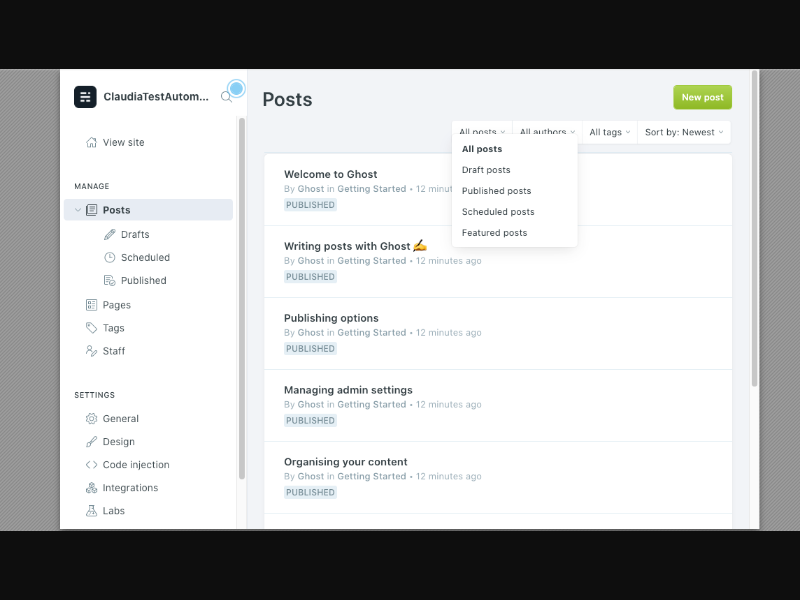 ClaudiaTestAutom...
View site
MANAGE
Posts
Drafts
Scheduled
Published
Pages
Tags
Staff
SETTINGS
General
Design
Code injection
Integrations
Labs
Posts
New post
All posts
All authors
All tags
Sort by: Newest
All posts
Draft posts
Published posts
Scheduled posts
Featured posts
Welcome to Ghost
By Ghost in Getting Started • 12 minut
PUBLISHED
Writing posts with Ghost ✍️
By Ghost in Getting Started • 12 minutes ago
PUBLISHED
Publishing options
By Ghost in Getting Started • 12 minutes ago
PUBLISHED
Managing admin settings
By Ghost in Getting Started • 12 minutes ago
PUBLISHED
Organising your content
By Ghost in Getting Started • 12 minutes ago
PUBLISHED